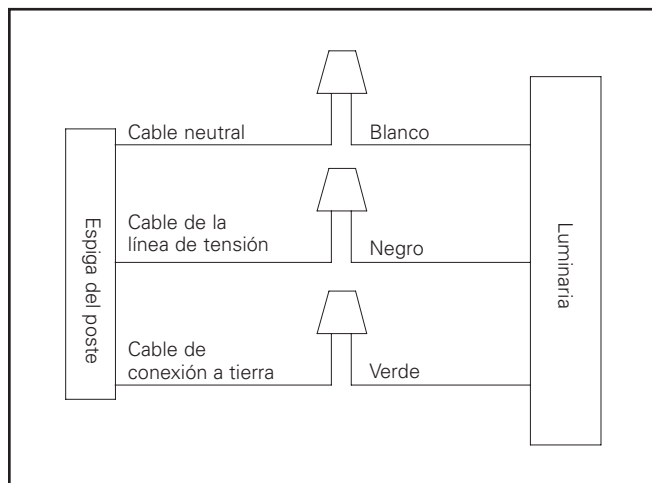 Cable neutral
Blanco
Cable de la
línea de tensión
Negro
Cable de
conexión a tierra
Verde
Espiga del poste
Luminaria